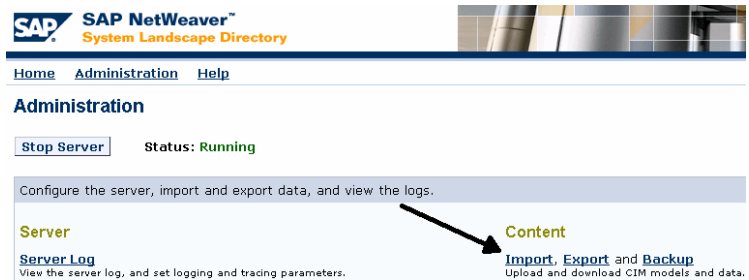 SAP
SAP NetWeaver™
System Landscape Directory
Home Administration Help
Administration
Stop Server Status: Running
Configure the server, import and export data, and view the logs.
Server Content
Server Log Import, Export and Backup
View the server log, and set logging and tracing parameters. Upload and download CIM models and data.